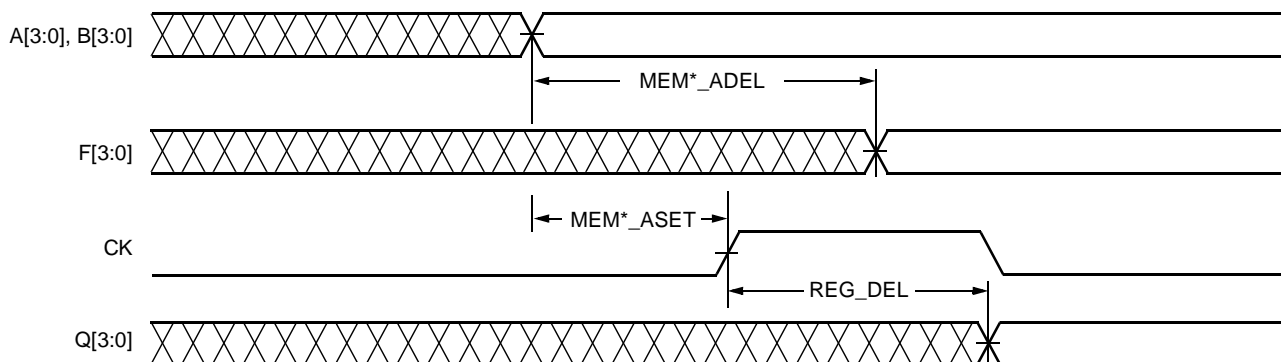 A[3:0], B[3:0]
MEM*_ADEL
F[3:0]
MEM*_ASET
CK
REG_DEL
Q[3:0]